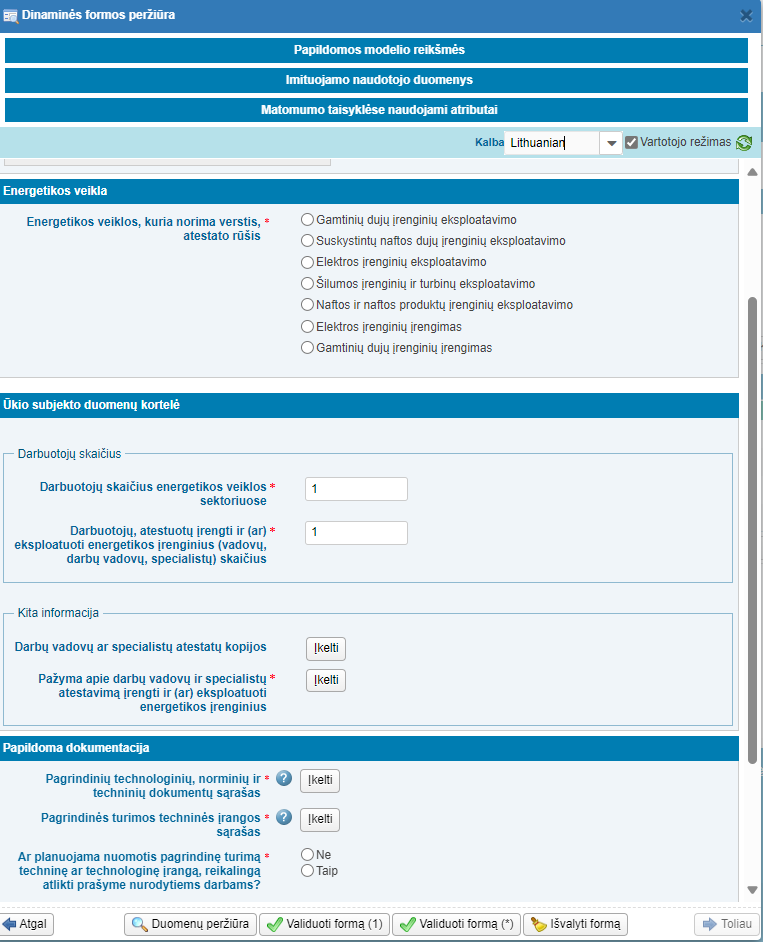 Dinaminės formos peržiūra
Papildomos modelio reikšmės
Imituojamo naudotojo duomenys
Matomumo taisyklėse naudojami atributai
Kalba Lithuanian Vartotojo režimas
Energetikos veikla
Energetikos veiklos, kuria norima verstis, *
atestato rūšis
Gamtinių dujų įrenginių eksploatavimo
Suskystintų naftos dujų įrenginių eksploatavimo
Elektros įrenginių eksploatavimo
Šilumos įrenginių ir turbinų eksploatavimo
Naftos ir naftos produktų įrenginių eksploatavimo
Elektros įrenginių įrengimas
Gamtinių dujų įrenginių įrengimas
Ūkio subjekto duomenų kortelė
Darbuotojų skaičius
Darbuotojų skaičius energetikos veiklos *
sektoriuose
1
Darbuotojų, atestuotų įrengti ir (ar) *
eksploatuoti energetikos įrenginius (vadovų,
darbų vadovų, specialistų) skaičius
1
Kita informacija
Darbų vadovų ar specialistų atestatų kopijos
Įkelti
Pažyma apie darbų vadovų ir specialistų *
atestavimą įrengti ir (ar) eksploatuoti
energetikos įrenginius
Įkelti
Papildoma dokumentacija
Pagrindinių technologinių, norminių ir *
techninių dokumentų sąrašas
? Įkelti
Pagrindinės turimos techninės įrangos *
sąrašas
? Įkelti
Ar planuojama nuomotis pagrindinę turimą *
techninę ar technologinę įrangą, reikalingą
atlikti prašyme nurodytiems darbams?
Ne
Taip
Atgal Duomenų peržiūra Validuoti formą (1) Validuoti formą (*) Išvalyti formą Toliau